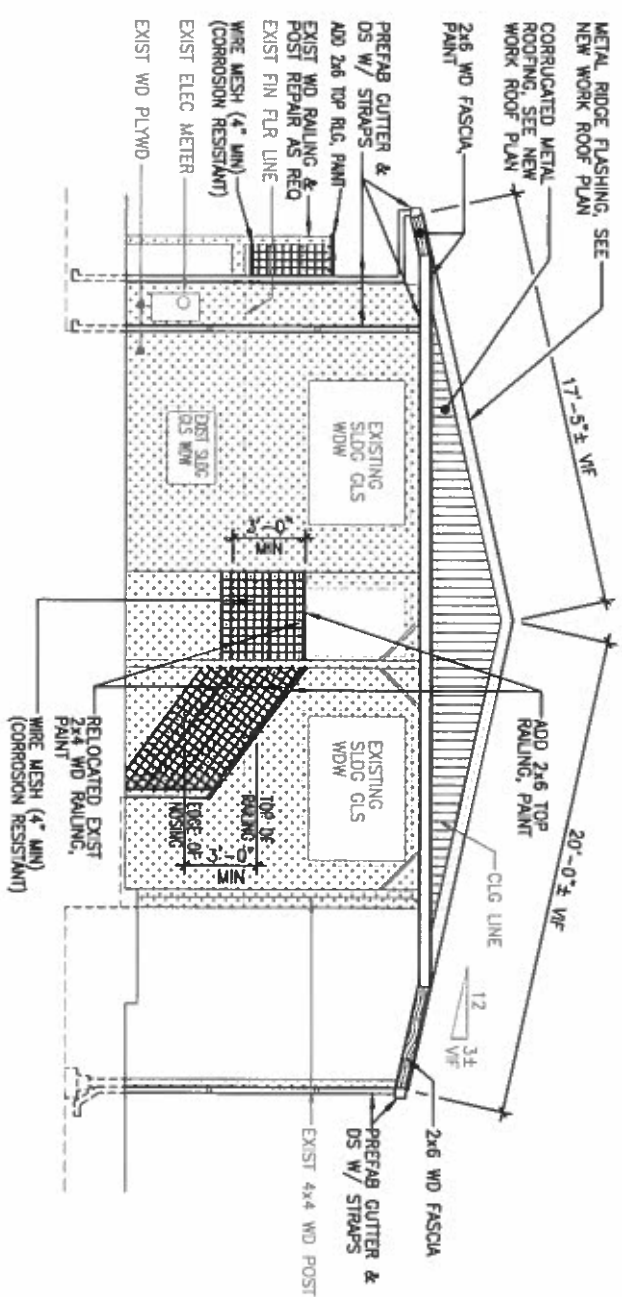 METAL RIDGE FLASHING, SEE
NEW WORK ROOF PLAN
CORRUGATED METAL
ROOFING, SEE NEW
WORK ROOF PLAN
2x6 WD FASCIA,
PAINT
PREFAB GUTTER &
DS W/ STRAPS
ADD 2x6 TOP RLG, PAINT
EXIST WD RAILING &
POST REPAIR AS REQ
EXIST FIN FLR LINE
WIRE MESH (4" MIN)
(CORROSION RESISTANT)
EXIST ELEC METER
EXIST WD PLYWD
17'-5"± VIF
20'-0"± VIF
CLG LINE
12
3±
VIF
ADD 2x6 TOP
RAILING, PAINT
EXISTING
SLDG GLS
WDW
EXIST SLDG
GLS WDW
3'-0"
MIN
EXISTING
SLDG GLS
WDW
TOP OF
RAILING
3'-0"
MIN
EDGE OF
NOSING
RELOCATED EXIST
2x4 WD RAILING,
PAINT
WIRE MESH (4" MIN)
(CORROSION RESISTANT)
2x6 WD FASCIA
PREFAB GUTTER &
DS W/ STRAPS
EXIST 4x4 WD POST